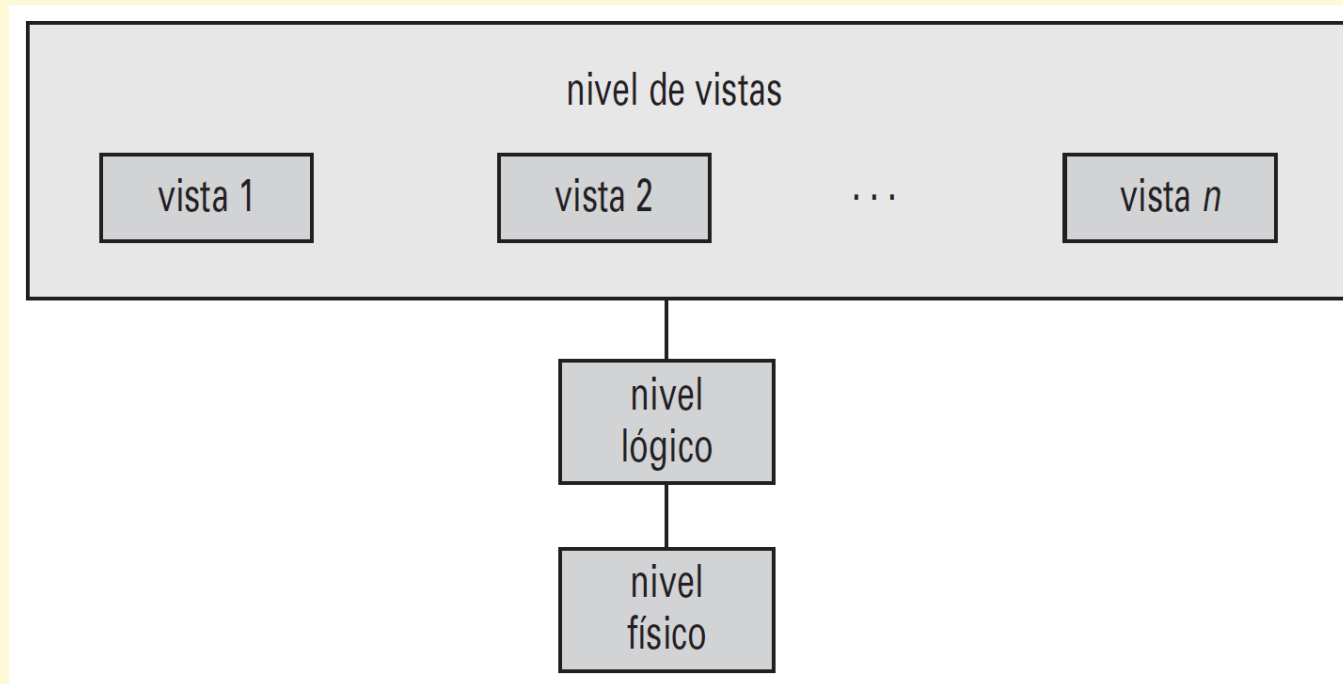 nivel de vistas
vista 1
vista 2
. . .
vista n
nivel
lógico
nivel
físico